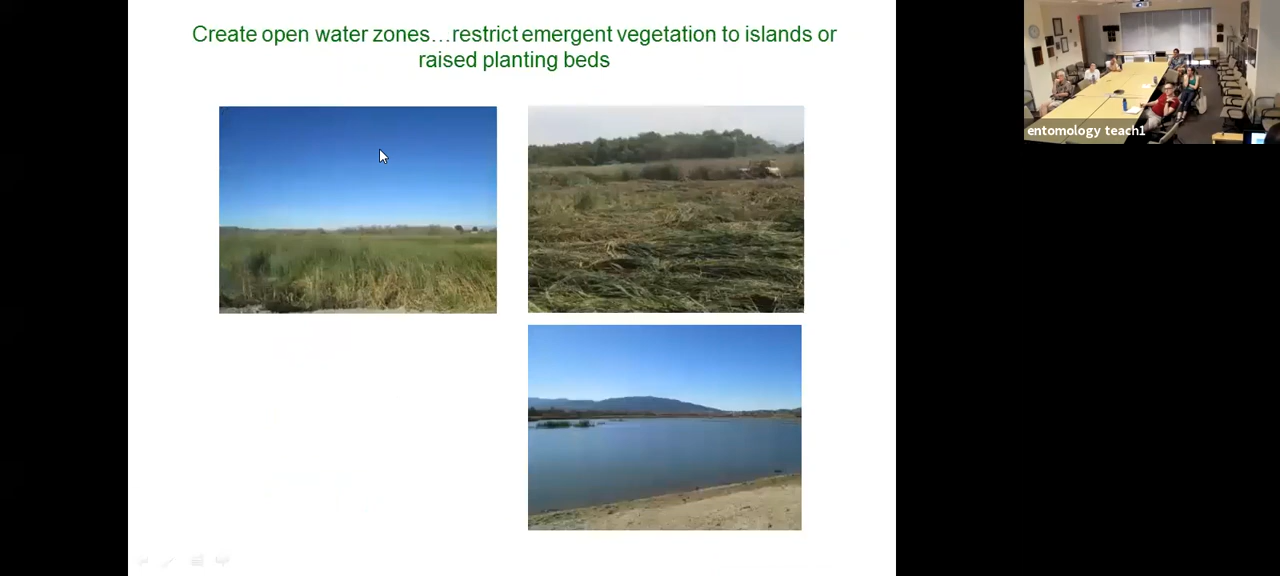 Create open water zones…restrict emergent vegetation to islands or
raised planting beds
entomology teach1